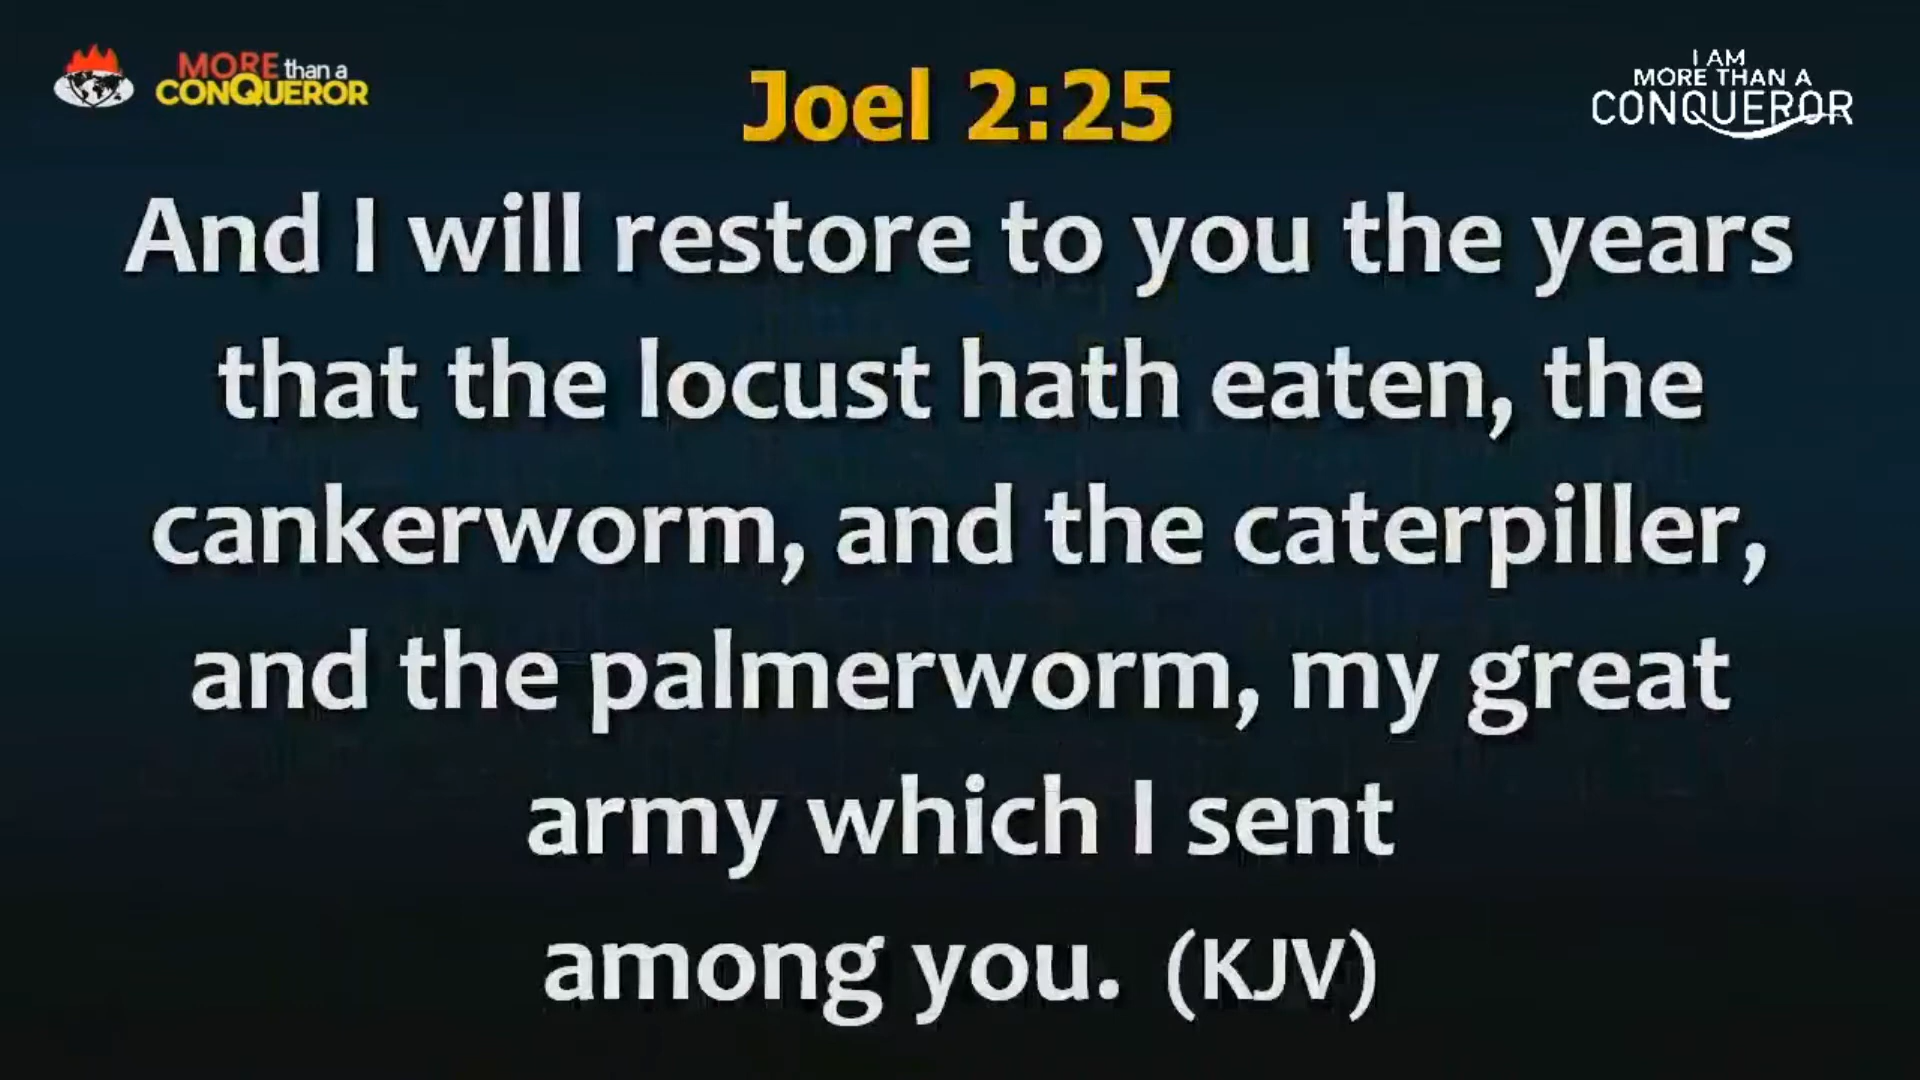 MORE than a
CONQUEROR
Joel 2:25
I AM
MORE THAN A
CONQUEROR
And I will restore to you the years
that the locust hath eaten, the
cankerworm, and the caterpiller,
and the palmerworm, my great
army which I sent
among you. (KJV)